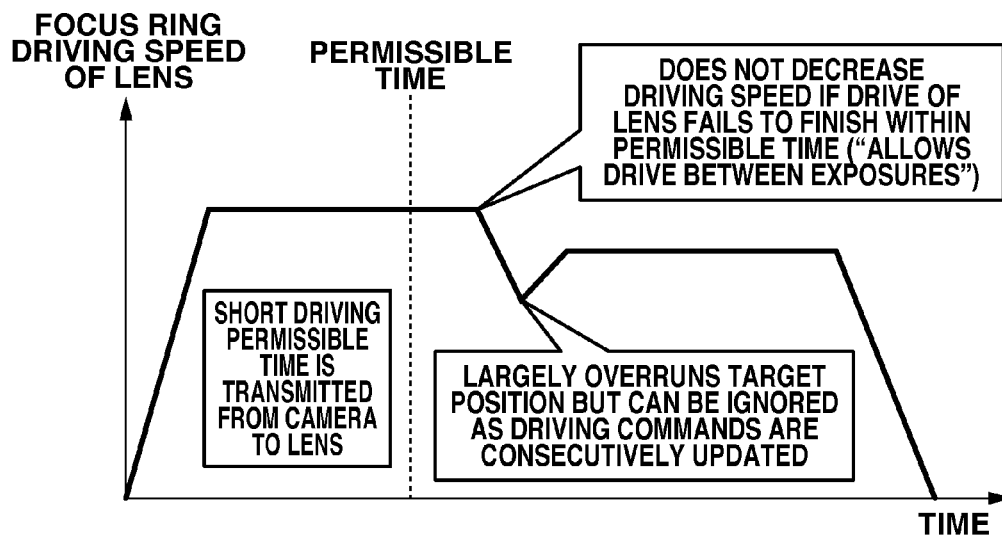 FOCUS RING
DRIVING SPEED
OF LENS
PERMISSIBLE
TIME
DOES NOT DECREASE
DRIVING SPEED IF DRIVE OF
LENS FAILS TO FINISH WITHIN
PERMISSIBLE TIME (“ALLOWS
DRIVE BETWEEN EXPOSURES”)
SHORT DRIVING
PERMISSIBLE
TIME IS
TRANSMITTED
FROM CAMERA
TO LENS
LARGELY OVERRUNS TARGET
POSITION BUT CAN BE IGNORED
AS DRIVING COMMANDS ARE
CONSECUTIVELY UPDATED
TIME